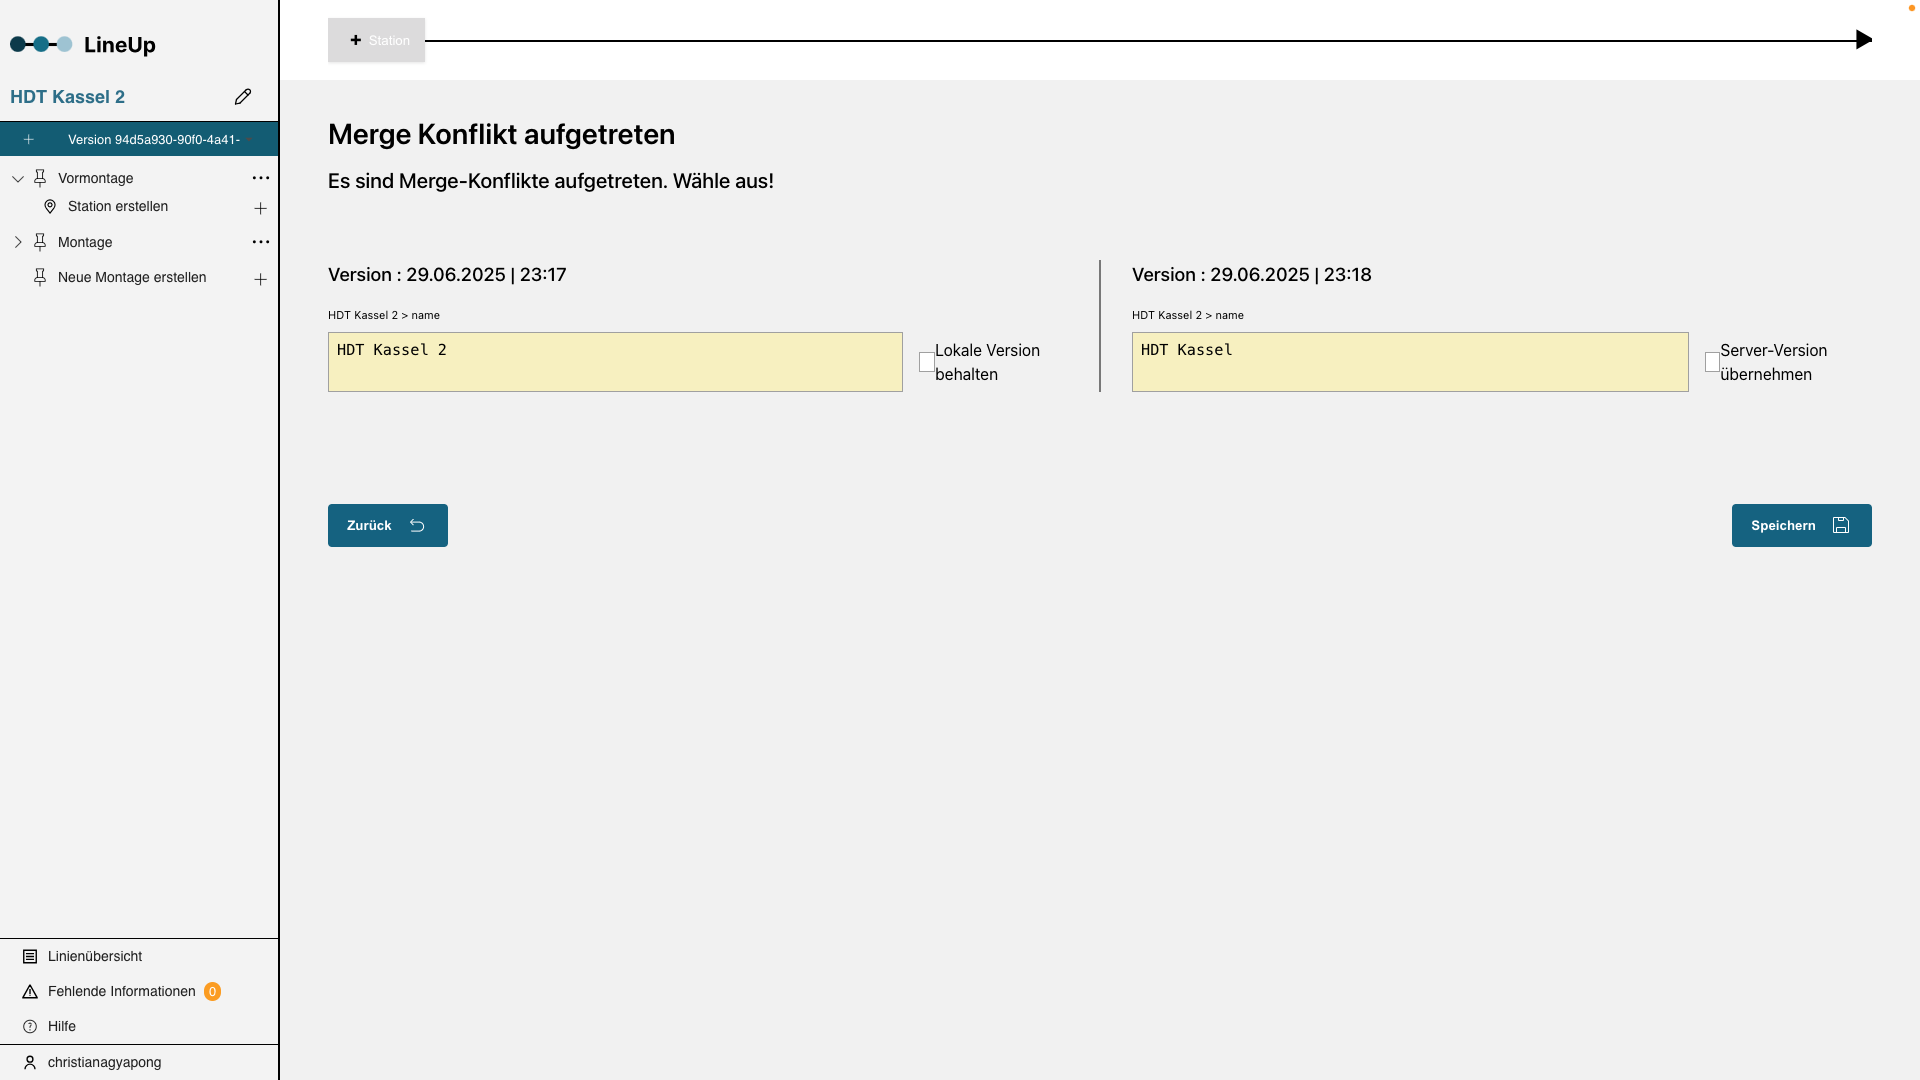 LineUp
HDT Kassel 2
Version 94d5a930-90f0-4a41-
Vormontage
Station erstellen
Montage
Neue Montage erstellen
Linienübersicht
Fehlende Informationen 0
Hilfe
christianagyapong
Station
Merge Konflikt aufgetreten
Es sind Merge-Konflikte aufgetreten. Wähle aus!
Version : 29.06.2025 | 23:17
HDT Kassel 2 > name
HDT Kassel 2
Lokale Version
behalten
Version : 29.06.2025 | 23:18
HDT Kassel 2 > name
HDT Kassel
Server-Version
übernehmen
Zurück
Speichern